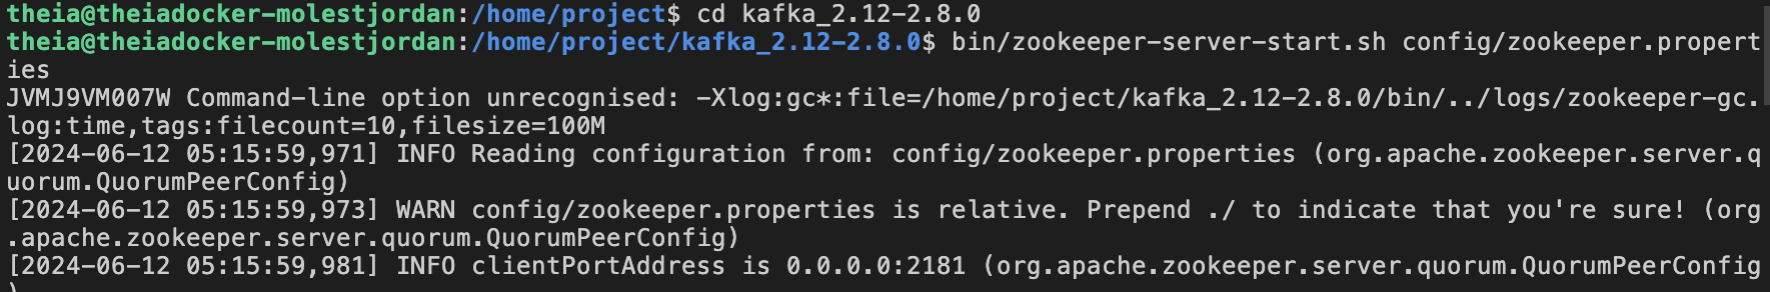 theia@theiadocker-molestjordan:/home/project$ cd kafka_2.12-2.8.0
theia@theiadocker-molestjordan:/home/project/kafka_2.12-2.8.0$ bin/zookeeper-server-start.sh config/zookeeper.propert
ies
JVMJ9VM007W Command-line option unrecognised: -Xlog:gc*:file=/home/project/kafka_2.12-2.8.0/bin/../logs/zookeeper-gc.
log:time,tags:filecount=10,filesize=100M
[2024-06-12 05:15:59,971] INFO Reading configuration from: config/zookeeper.properties (org.apache.zookeeper.server.q
uorum.QuorumPeerConfig)
[2024-06-12 05:15:59,973] WARN config/zookeeper.properties is relative. Prepend ./ to indicate that you're sure! (org
.apache.zookeeper.server.quorum.QuorumPeerConfig)
[2024-06-12 05:15:59,981] INFO clientPortAddress is 0.0.0.0:2181 (org.apache.zookeeper.server.quorum.QuorumPeerConfig
)